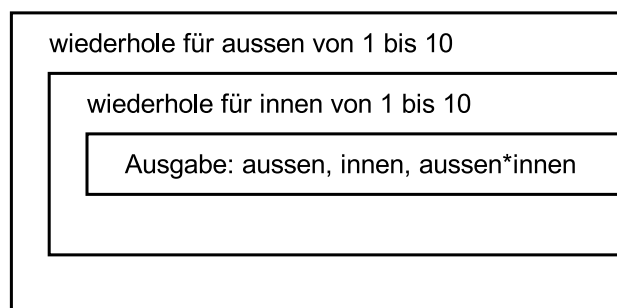 wiederhole für aussen von 1 bis 10
wiederhole für innen von 1 bis 10
Ausgabe: aussen, innen, aussen*innen